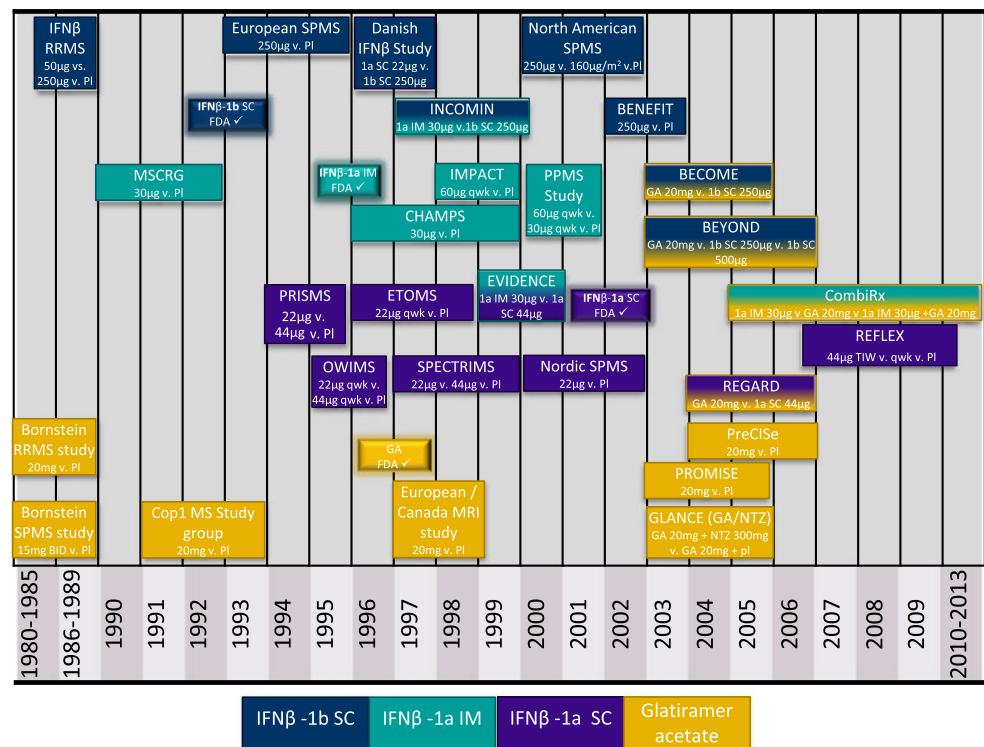 IFNβ
RRMS
50µg vs.
250µg v. Pl
European SPMS
250µg v. Pl
Danish
IFNβ Study
1a SC 22µg v.
1b SC 250µg
North American
SPMS
250µg v. 160µg/m² v.Pl
IFNβ-1b SC
FDA ✓
INCOMIN
1a IM 30µg v.1b SC 250µg
BENEFIT
250µg v. Pl
MSCRG
30µg v. Pl
IFNβ-1a IM
FDA ✓
IMPACT
60µg qwk v. Pl
PPMS
Study
60µg qwk v.
30µg qwk v. Pl
BECOME
GA 20mg v. 1b SC 250µg
CHAMPS
30µg v. Pl
BEYOND
GA 20mg v. 1b SC 250µg v. 1b SC
500µg
PRISMS
22µg v.
44µg v. Pl
ETOMS
22µg qwk v. Pl
EVIDENCE
1a IM 30µg v. 1a
SC 44µg
IFNβ-1a SC
FDA ✓
CombiRx
1a IM 30µg v GA 20mg v 1a IM 30µg +GA 20mg
REFLEX
44µg TIW v. qwk v. Pl
OWIMS
22µg qwk v.
44µg qwk v. Pl
SPECTRIMS
22µg v. 44µg v. Pl
Nordic SPMS
22µg v. Pl
REGARD
GA 20mg v. 1a SC 44µg
Bornstein
RRMS study
20mg v. Pl
GA
FDA ✓
PreCISe
20mg v. Pl
PROMISE
20mg v. Pl
Bornstein
SPMS study
15mg BID v. Pl
Cop1 MS Study
group
20mg v. Pl
European /
Canada MRI
study
20mg v. Pl
GLANCE (GA/NTZ)
GA 20mg + NTZ 300mg
v. GA 20mg + pl
1980-1985
1986-1989
1990
1991
1992
1993
1994
1995
1996
1997
1998
1999
2000
2001
2002
2003
2004
2005
2006
2007
2008
2009
2010-2013
IFNβ -1b SC
IFNβ -1a IM
IFNβ -1a SC
Glatiramer
acetate